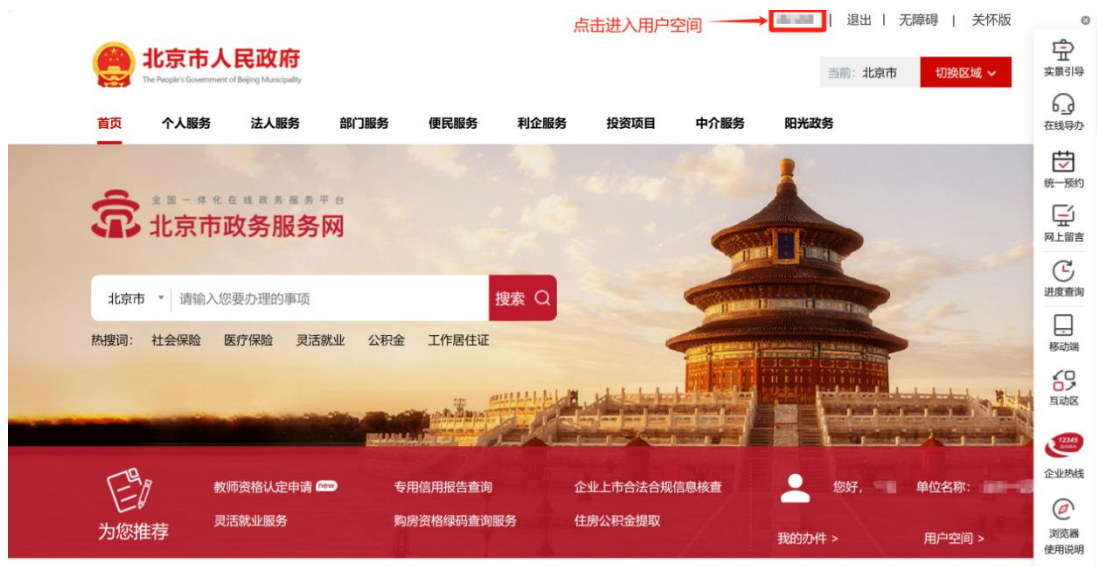 点击进入用户空间 | 退出 | 无障碍 | 关怀版
北京市人民政府
The People's Government of Beijing Municipality
当前: 北京市 切换区域
首页 个人服务 法人服务 部门服务 便民服务 利企服务 投资项目 中介服务 阳光政务
全国一体化在线政务服务平台
北京市政务服务网
北京市 请输入您要办理的事项 搜索
热搜词: 社会保险 医疗保险 灵活就业 公积金 工作居住证
为您推荐
教师资格认定申请 new 专用信用报告查询 企业上市合法合规信息核查
灵活就业服务 购房资格绿码查询服务 住房公积金提取
您好, 单位名称:
我的办件 > 用户空间 >
实景引导
在线导办
统一预约
网上留言
进度查询
移动端
互动区
12345
企业热线
浏览器
使用说明